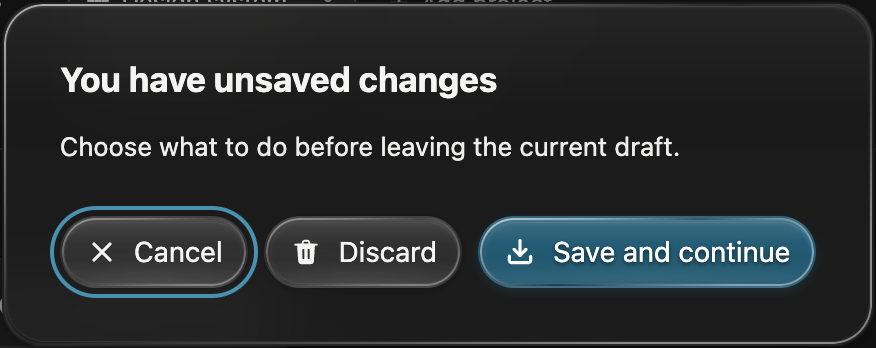 You have unsaved changes
Choose what to do before leaving the current draft.
Cancel Discard Save and continue